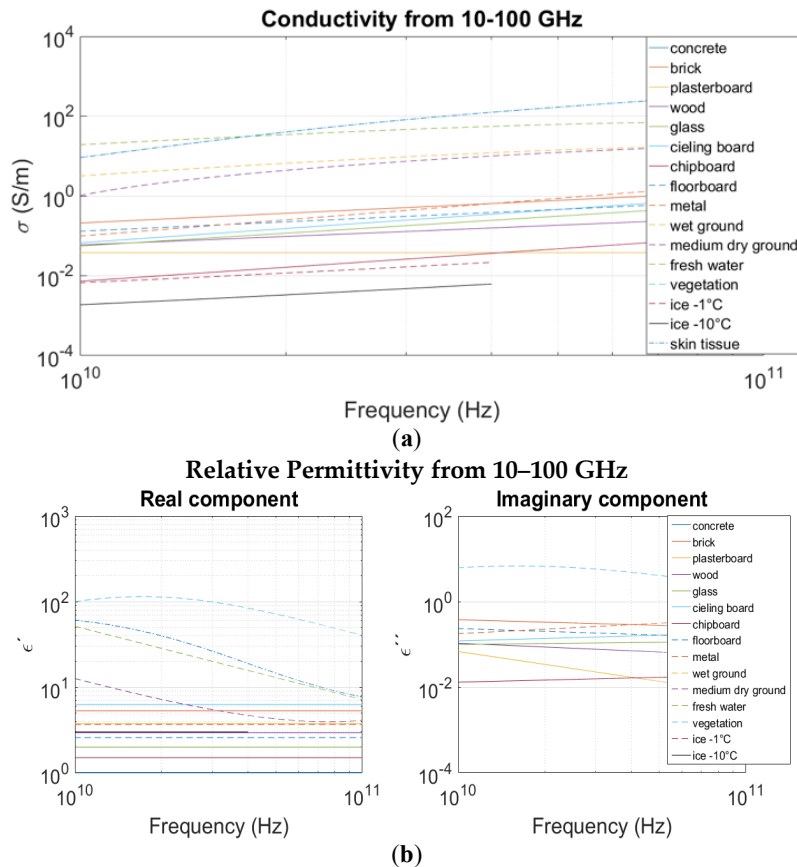 Conductivity from 10-100 GHz
σ (S/m)
10^4
10^2
10^0
10^-2
10^-4
10^10
10^11
Frequency (Hz)
concrete
brick
plasterboard
wood
glass
cieling board
chipboard
floorboard
metal
wet ground
medium dry ground
fresh water
vegetation
ice -1°C
ice -10°C
skin tissue
(a)
Relative Permittivity from 10–100 GHz
Real component
ϵ´
10^3
10^2
10^1
10^0
10^10
10^11
Frequency (Hz)
Imaginary component
ϵ´´
10^2
10^0
10^-2
10^-4
10^10
10^11
Frequency (Hz)
concrete
brick
plasterboard
wood
glass
cieling board
chipboard
floorboard
metal
wet ground
medium dry ground
fresh water
vegetation
ice -1°C
ice -10°C
(b)